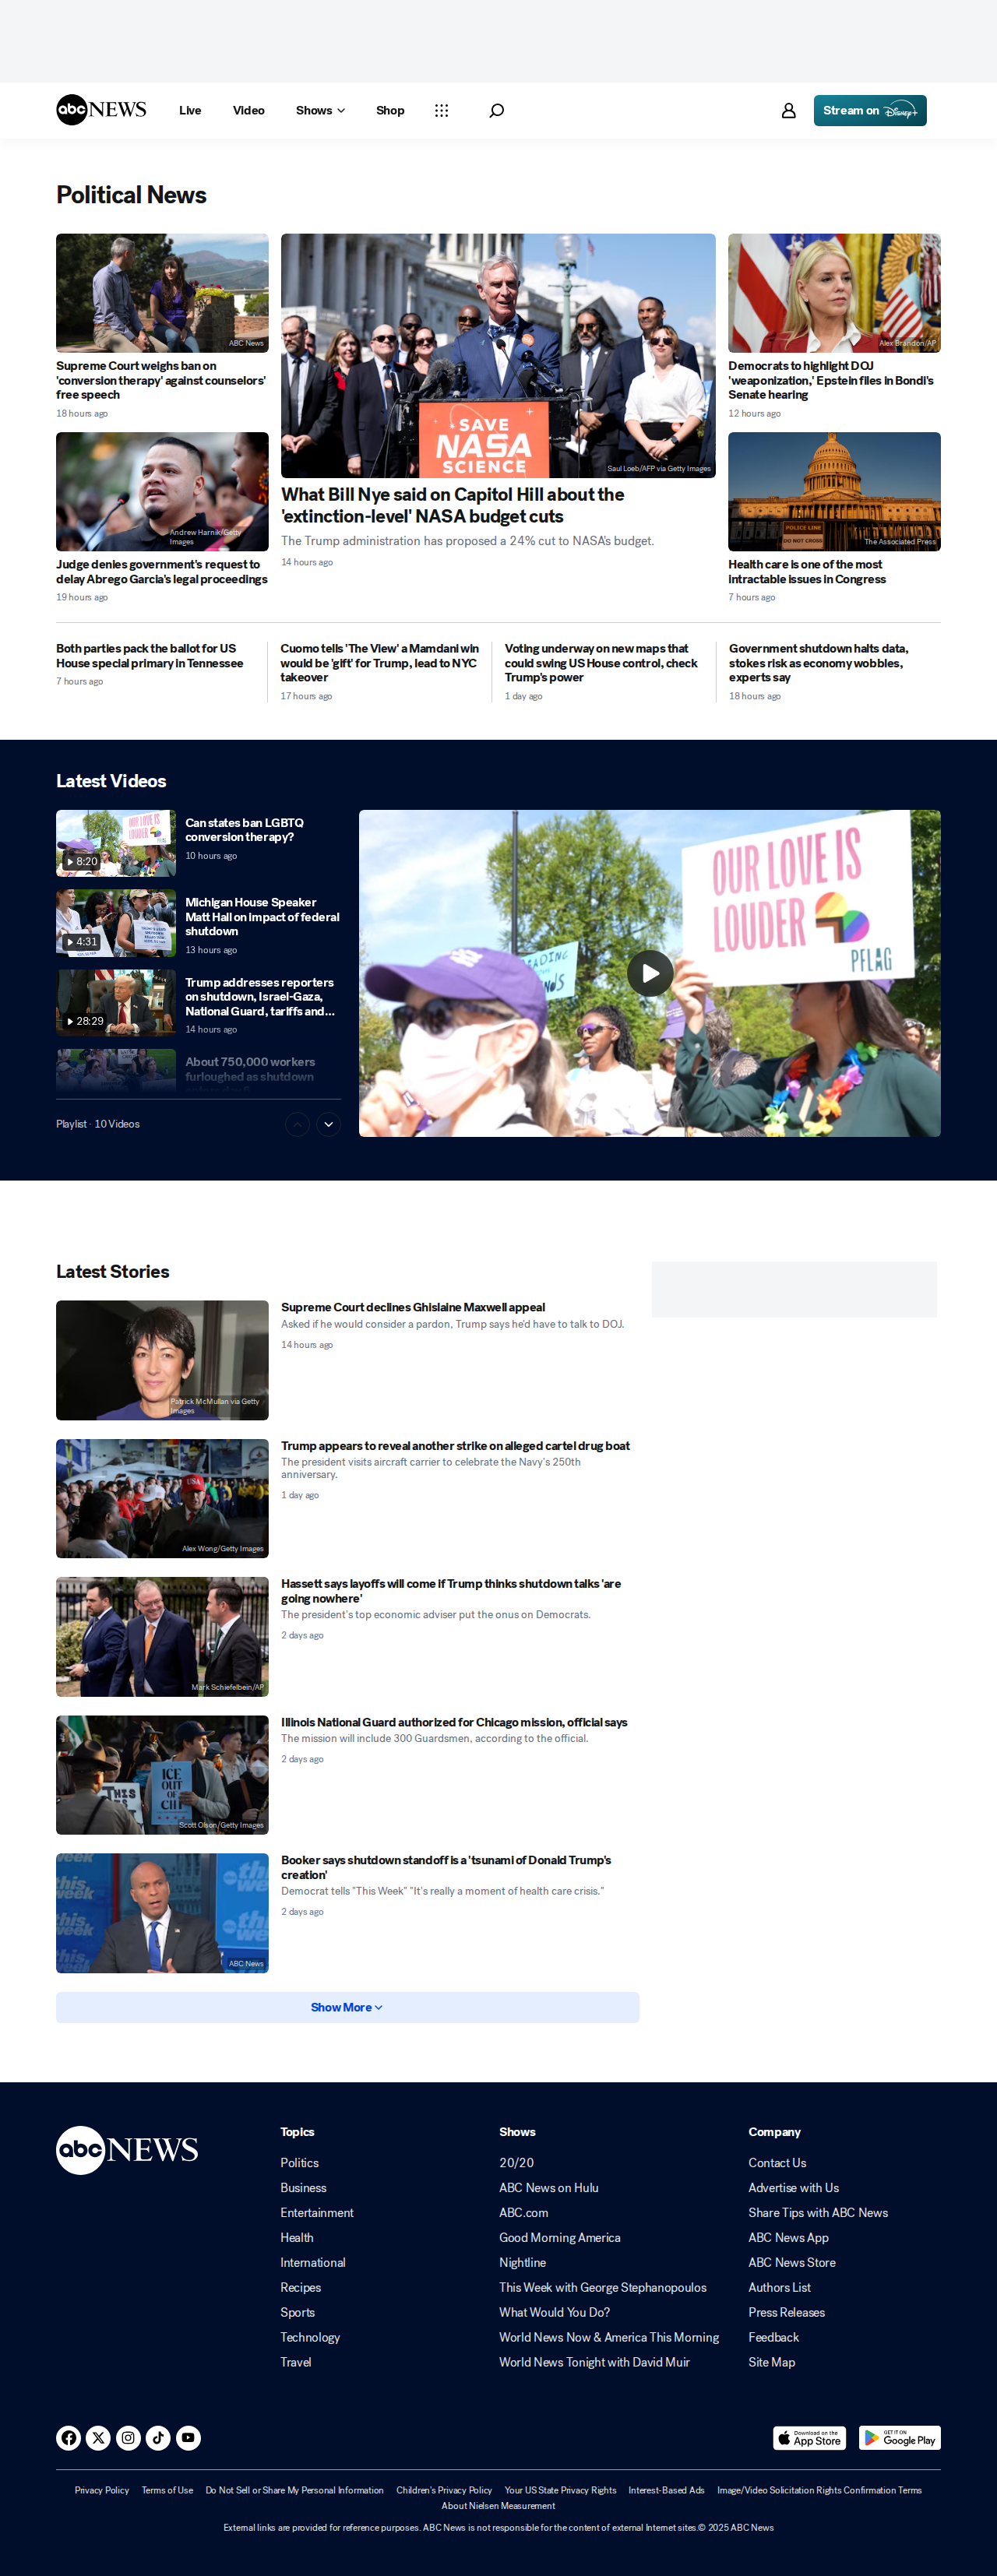 abc NEWS
Live
Video
Shows
Shop
Stream on Disney+
Political News
ABC News
Supreme Court weighs ban on
'conversion therapy' against counselors'
free speech
18 hours ago
Andrew Harnik/Getty
Images
Judge denies government's request to
delay Abrego Garcia's legal proceedings
19 hours ago
SAVE
NASA
SCIENCE
Saul Loeb/AFP via Getty Images
What Bill Nye said on Capitol Hill about the
'extinction-level' NASA budget cuts
The Trump administration has proposed a 24% cut to NASA's budget.
14 hours ago
Alex Brandon/AP
Democrats to highlight DOJ
'weaponization,' Epstein files in Bondi's
Senate hearing
12 hours ago
POLICE LINE
DO NOT CROSS
The Associated Press
Health care is one of the most
intractable issues in Congress
7 hours ago
Both parties pack the ballot for US
House special primary in Tennessee
7 hours ago
Cuomo tells 'The View' a Mamdani win
would be 'gift' for Trump, lead to NYC
takeover
17 hours ago
Voting underway on new maps that
could swing US House control, check
Trump's power
1 day ago
Government shutdown halts data,
stokes risk as economy wobbles,
experts say
18 hours ago
Latest Videos
OUR LOVE IS
LOUDER
8:20
Can states ban LGBTQ
conversion therapy?
10 hours ago
4:31
Michigan House Speaker
Matt Hall on impact of federal
shutdown
13 hours ago
28:29
Trump addresses reporters
on shutdown, Israel-Gaza,
National Guard, tariffs and...
14 hours ago
About 750,000 workers
furloughed as shutdown
Playlist · 10 Videos
OUR LOVE IS
LOUDER
PFLAG
Latest Stories
Patrick McMullan via Getty
Images
Supreme Court declines Ghislaine Maxwell appeal
Asked if he would consider a pardon, Trump says he'd have to talk to DOJ.
14 hours ago
USA
Alex Wong/Getty Images
Trump appears to reveal another strike on alleged cartel drug boat
The president visits aircraft carrier to celebrate the Navy's 250th
anniversary.
1 day ago
Mark Schiefelbein/AP
Hassett says layoffs will come if Trump thinks shutdown talks 'are
going nowhere'
The president's top economic adviser put the onus on Democrats.
2 days ago
THIS
ICE
OUT
OF
CHI
Scott Olson/Getty Images
Illinois National Guard authorized for Chicago mission, official says
The mission will include 300 Guardsmen, according to the official.
2 days ago
this week
ABC News
Booker says shutdown standoff is a 'tsunami of Donald Trump's
creation'
Democrat tells "This Week" "It's really a moment of health care crisis."
2 days ago
Show More
abc NEWS
Topics
Politics
Business
Entertainment
Health
International
Recipes
Sports
Technology
Travel
Shows
20/20
ABC News on Hulu
ABC.com
Good Morning America
Nightline
This Week with George Stephanopoulos
What Would You Do?
World News Now & America This Morning
World News Tonight with David Muir
Company
Contact Us
Advertise with Us
Share Tips with ABC News
ABC News App
ABC News Store
Authors List
Press Releases
Feedback
Site Map
Download on the
App Store
GET IT ON
Google Play
Privacy Policy
Terms of Use
Do Not Sell or Share My Personal Information
Children's Privacy Policy
Your US State Privacy Rights
Interest-Based Ads
Image/Video Solicitation Rights Confirmation Terms
About Nielsen Measurement
External links are provided for reference purposes. ABC News is not responsible for the content of external Internet sites.© 2025 ABC News